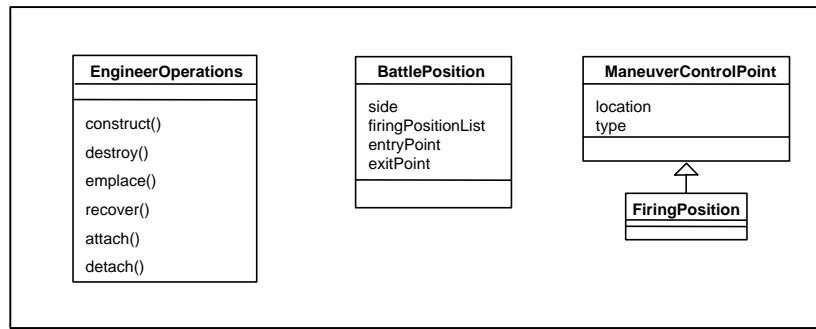 EngineerOperations
construct()
destroy()
emplace()
recover()
attach()
detach()
BattlePosition
side
firingPositionList
entryPoint
exitPoint
ManeuverControlPoint
location
type
FiringPosition